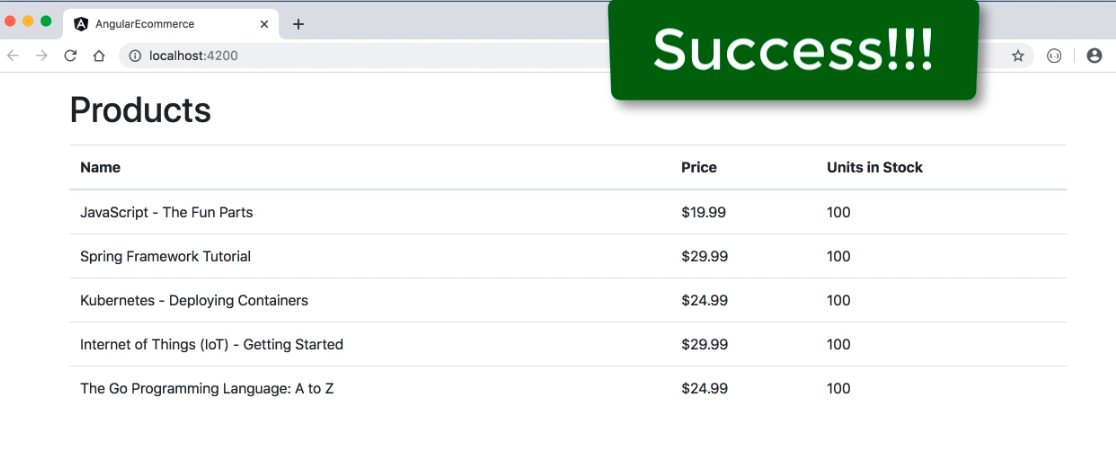 AngularEcommerce
Success!!!
localhost:4200
Products
Name Price Units in Stock
JavaScript - The Fun Parts $19.99 100
Spring Framework Tutorial $29.99 100
Kubernetes - Deploying Containers $24.99 100
Internet of Things (IoT) - Getting Started $29.99 100
The Go Programming Language: A to Z $24.99 100